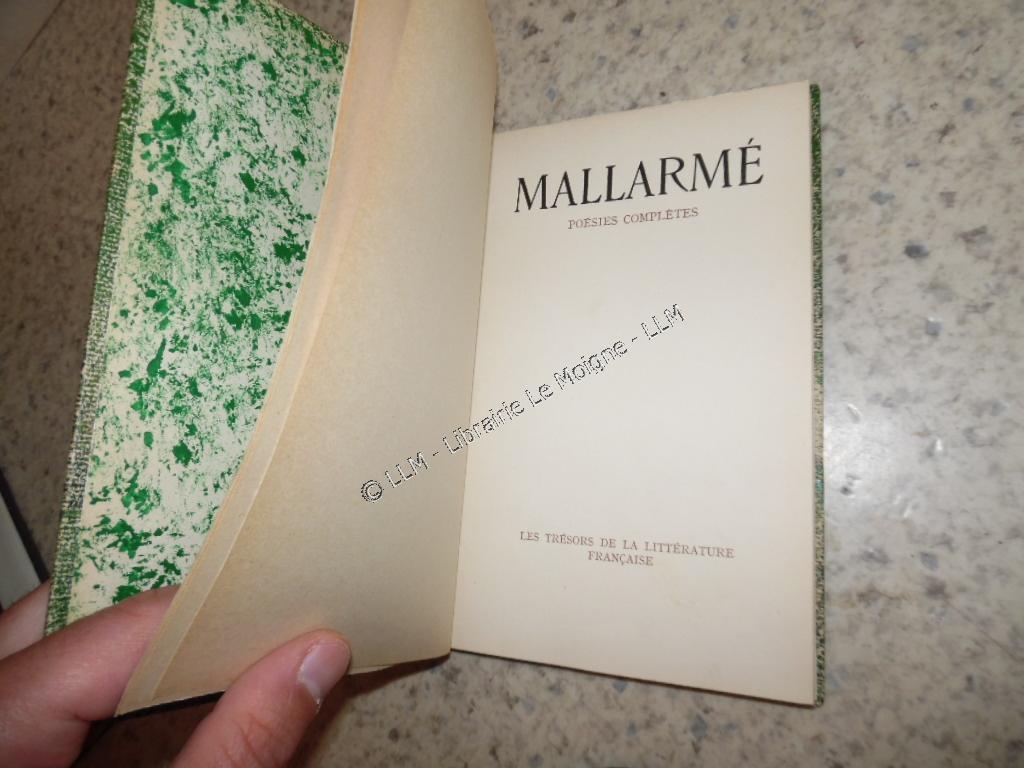 MALLARMÉ
POÉSIES COMPLÈTES
© LLM - Librairie Le Moigne - LLM
LES TRÉSORS DE LA LITTÉRATURE
FRANÇAISE